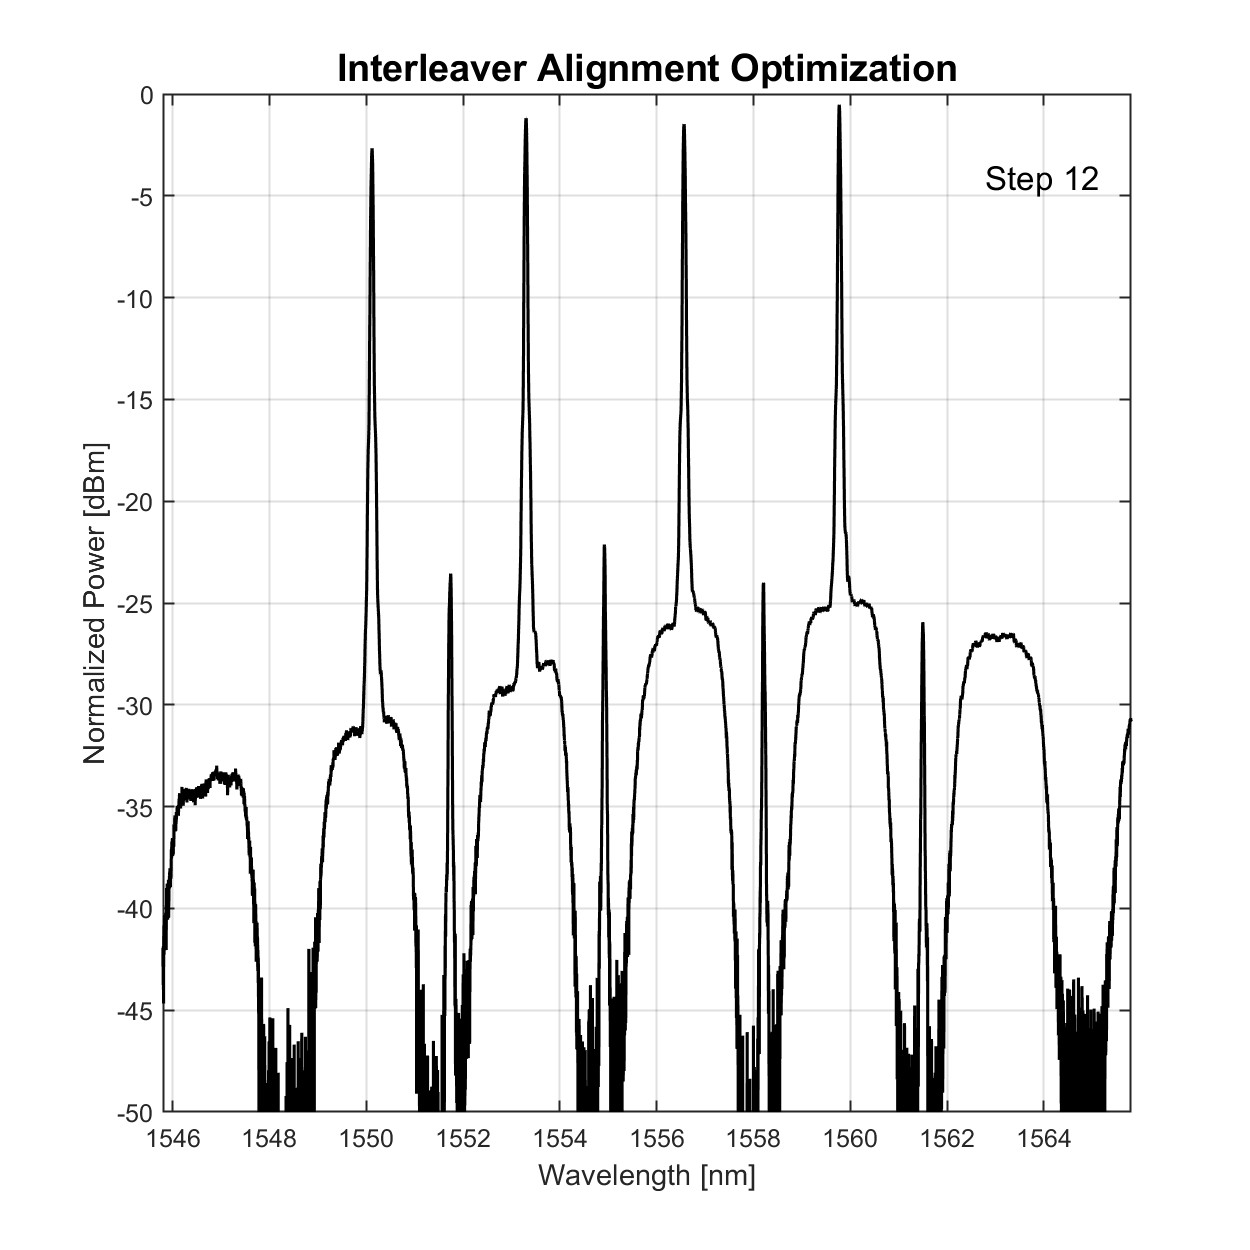 Interleaver Alignment Optimization
Step 12
Normalized Power [dBm]
0
-5
-10
-15
-20
-25
-30
-35
-40
-45
-50
1546 1548 1550 1552 1554 1556 1558 1560 1562 1564
Wavelength [nm]